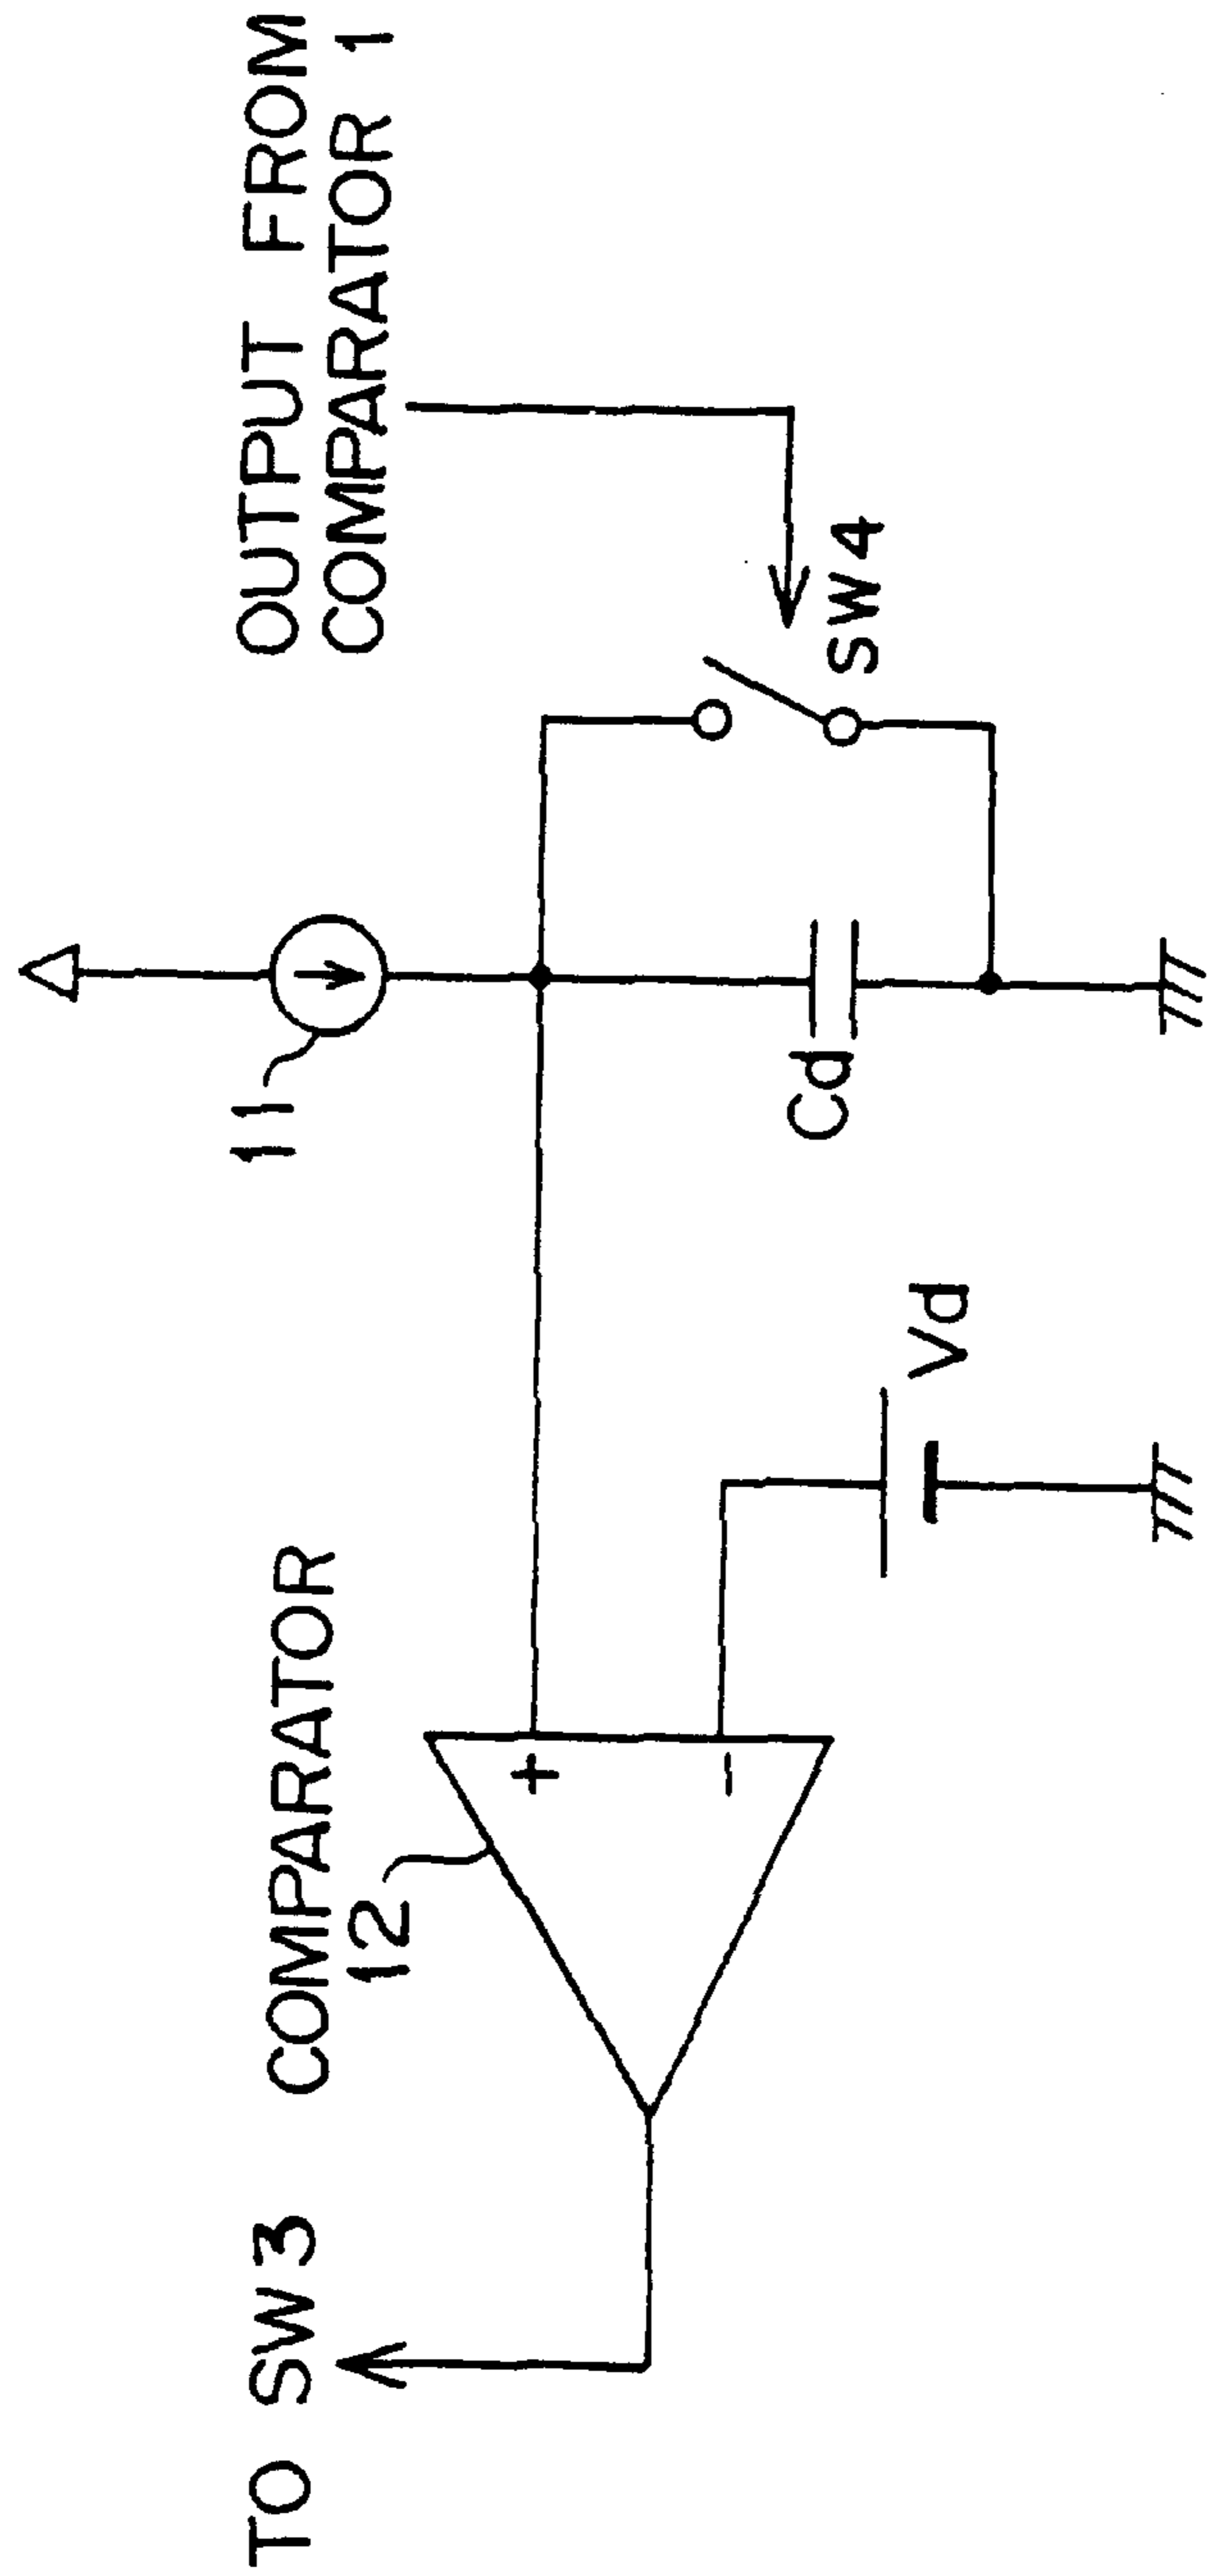 TO SW3
COMPARATOR
12
+
-
Vd
11
Cd
OUTPUT FROM
COMPARATOR 1
SW4